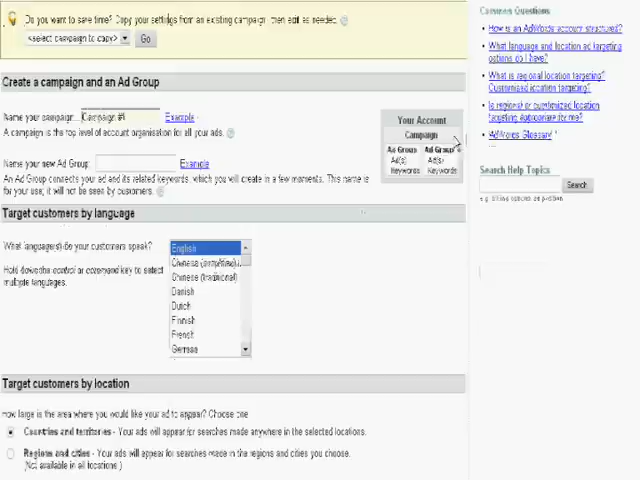 Do you want to save time? Copy your settings from an existing campaign, then edit as needed.
<select campaign to copy>
Go
Create a campaign and an Ad Group
Name your campaign: Campaign #1 Example
A campaign is the top level of account organisation for all your ads.
Name your new Ad Group: Example
An Ad Group connects your ad and its related keywords, which you will create in a few moments. This name is
for your use; it will not be seen by customers.
Your Account
Campaign
Ad Group Ad Group
Ad(s) Ad(s)
Keywords Keywords
Target customers by language
What language(s) do your customers speak?
Hold down the control or command key to select
multiple languages.
English
Chinese (simplified)
Chinese (traditional)
Danish
Dutch
Finnish
French
German
Target customers by location
How large is the area where you would like your ad to appear? Choose one
Countries and territories - Your ads will appear for searches made anywhere in the selected locations.
Regions and cities - Your ads will appear for searches made in the regions and cities you choose.
(Not available in all locations.)
Common Questions
How is an AdWords account structured?
What language and location ad targeting
options do I have?
What is regional location targeting?
Customised location targeting?
Is regional or customized location
targeting appropriate for me?
AdWords Glossary
...
Search Help Topics
Search